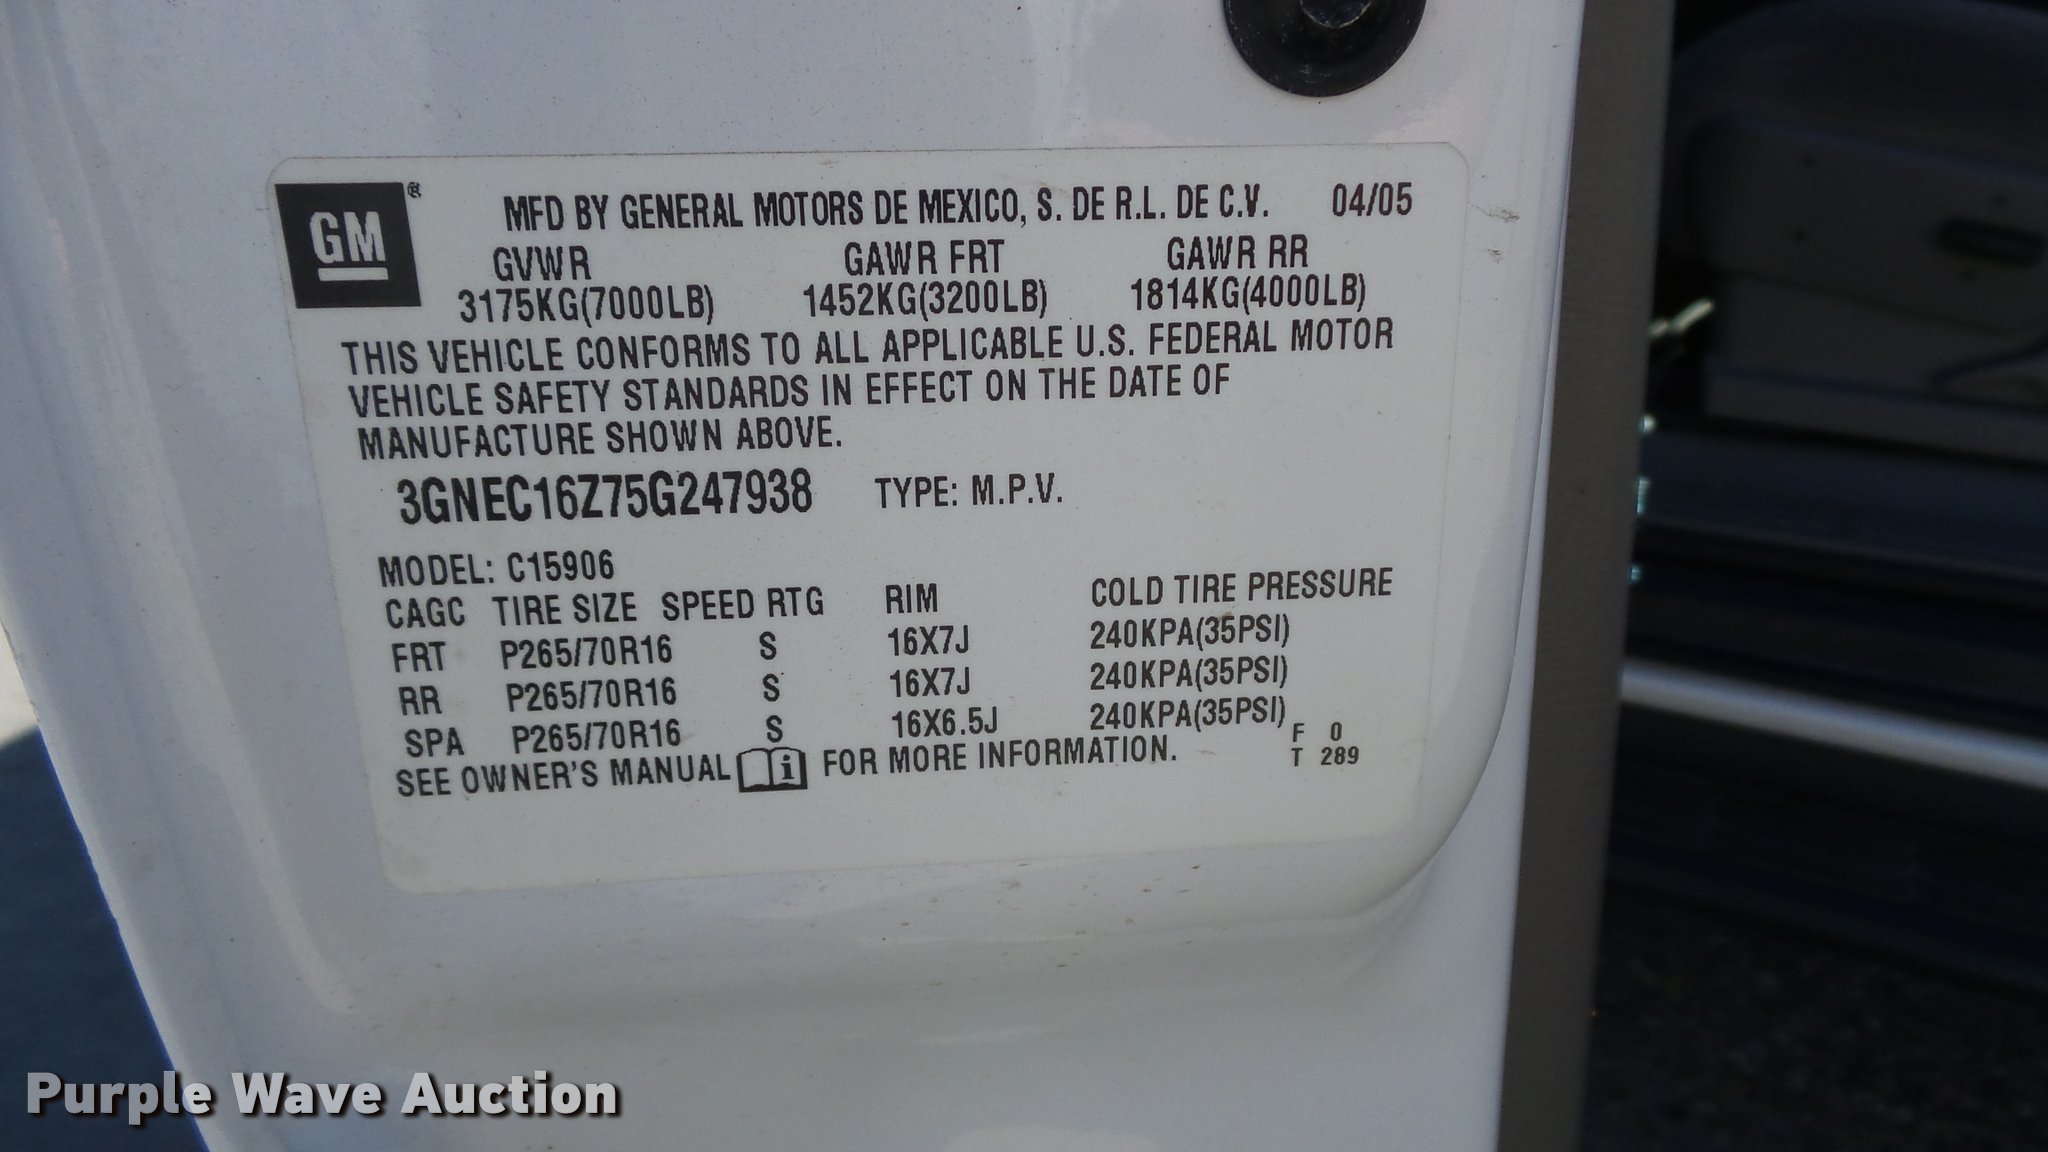 GM®
MFD BY GENERAL MOTORS DE MEXICO, S. DE R.L. DE C.V. 04/05
GVWR GAWR FRT GAWR RR
3175KG(7000LB) 1452KG(3200LB) 1814KG(4000LB)
THIS VEHICLE CONFORMS TO ALL APPLICABLE U.S. FEDERAL MOTOR
VEHICLE SAFETY STANDARDS IN EFFECT ON THE DATE OF
MANUFACTURE SHOWN ABOVE.
3GNEC16Z75G247938 TYPE: M.P.V.
MODEL: C15906
CAGC TIRE SIZE SPEED RTG RIM COLD TIRE PRESSURE
FRT P265/70R16 S 16X7J 240KPA(35PSI)
RR P265/70R16 S 16X7J 240KPA(35PSI)
SPA P265/70R16 S 16X6.5J 240KPA(35PSI)
SEE OWNER'S MANUAL i FOR MORE INFORMATION.
F 0
T 289
Purple Wave Auction